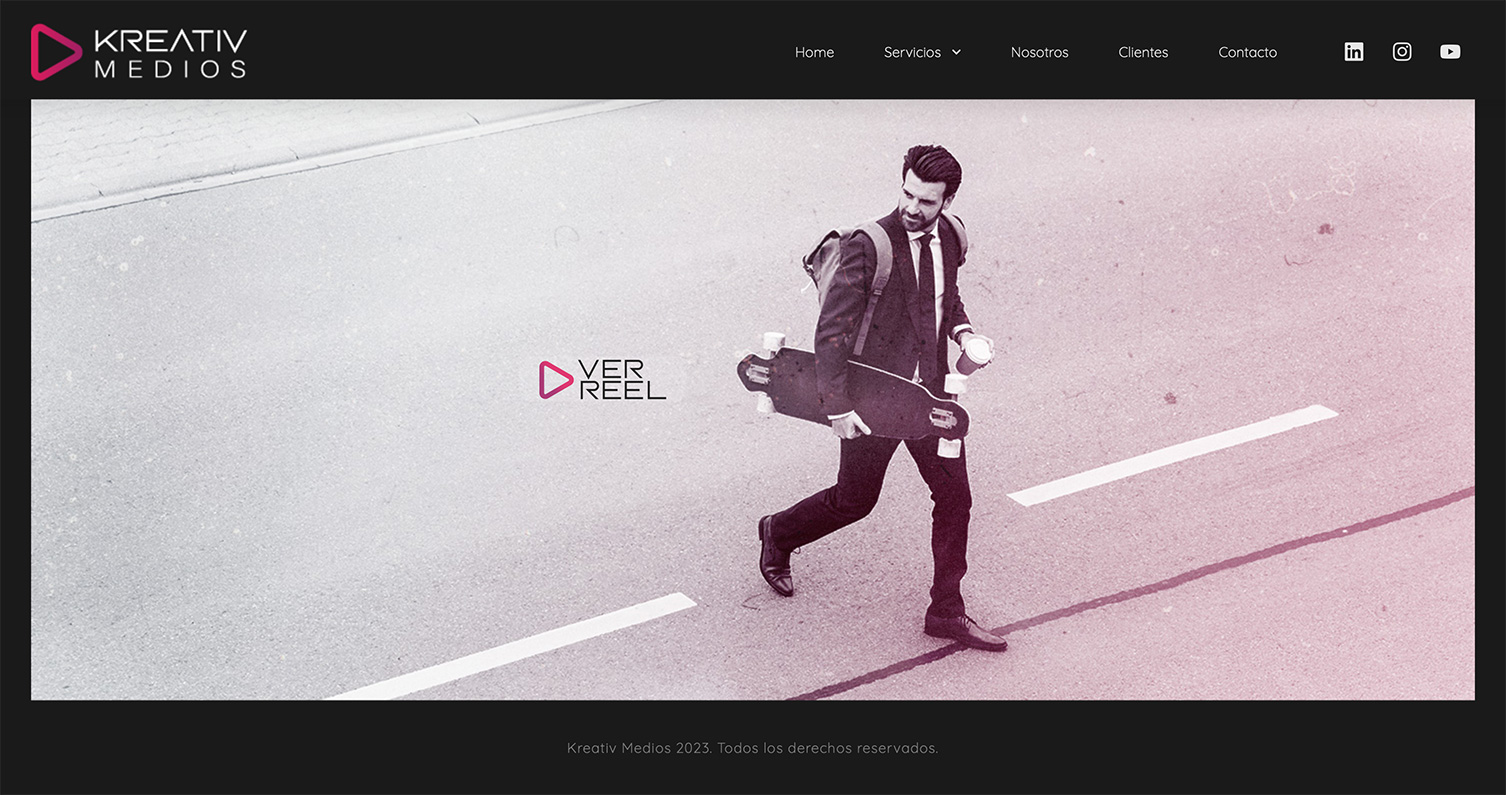 KREATIV
MEDIOS
Home Servicios Nosotros Clientes Contacto
VER
REEL
Kreativ Medios 2023. Todos los derechos reservados.